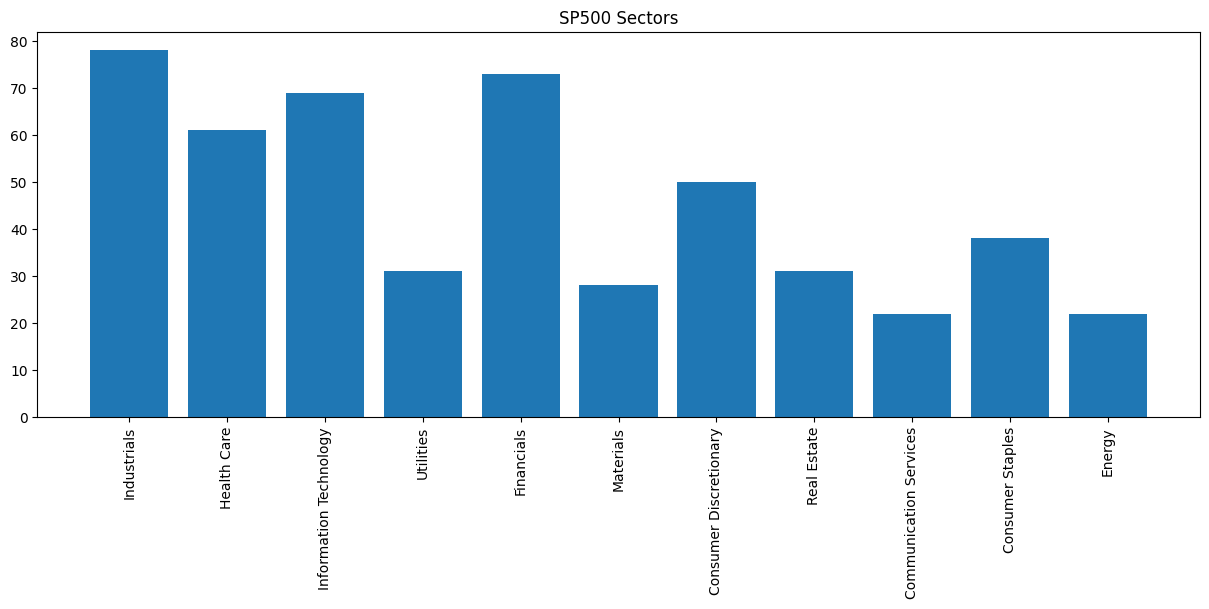 SP500 Sectors
80
70
60
50
40
30
20
10
0
Industrials
Health Care
Information Technology
Utilities
Financials
Materials
Consumer Discretionary
Real Estate
Communication Services
Consumer Staples
Energy